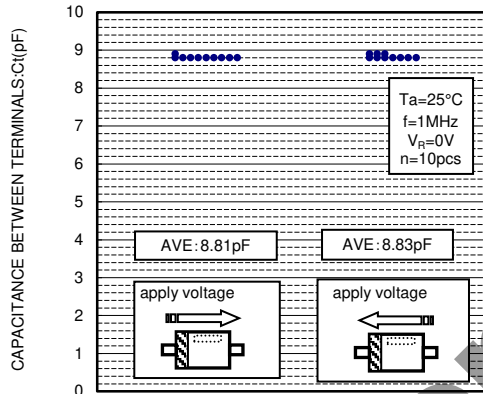 CAPACITANCE BETWEEN TERMINALS:Ct(pF)
10
9
8
7
6
5
4
3
2
1
0
Ta=25°C
f=1MHz
VR=0V
n=10pcs
AVE:8.81pF
AVE:8.83pF
apply voltage
apply voltage